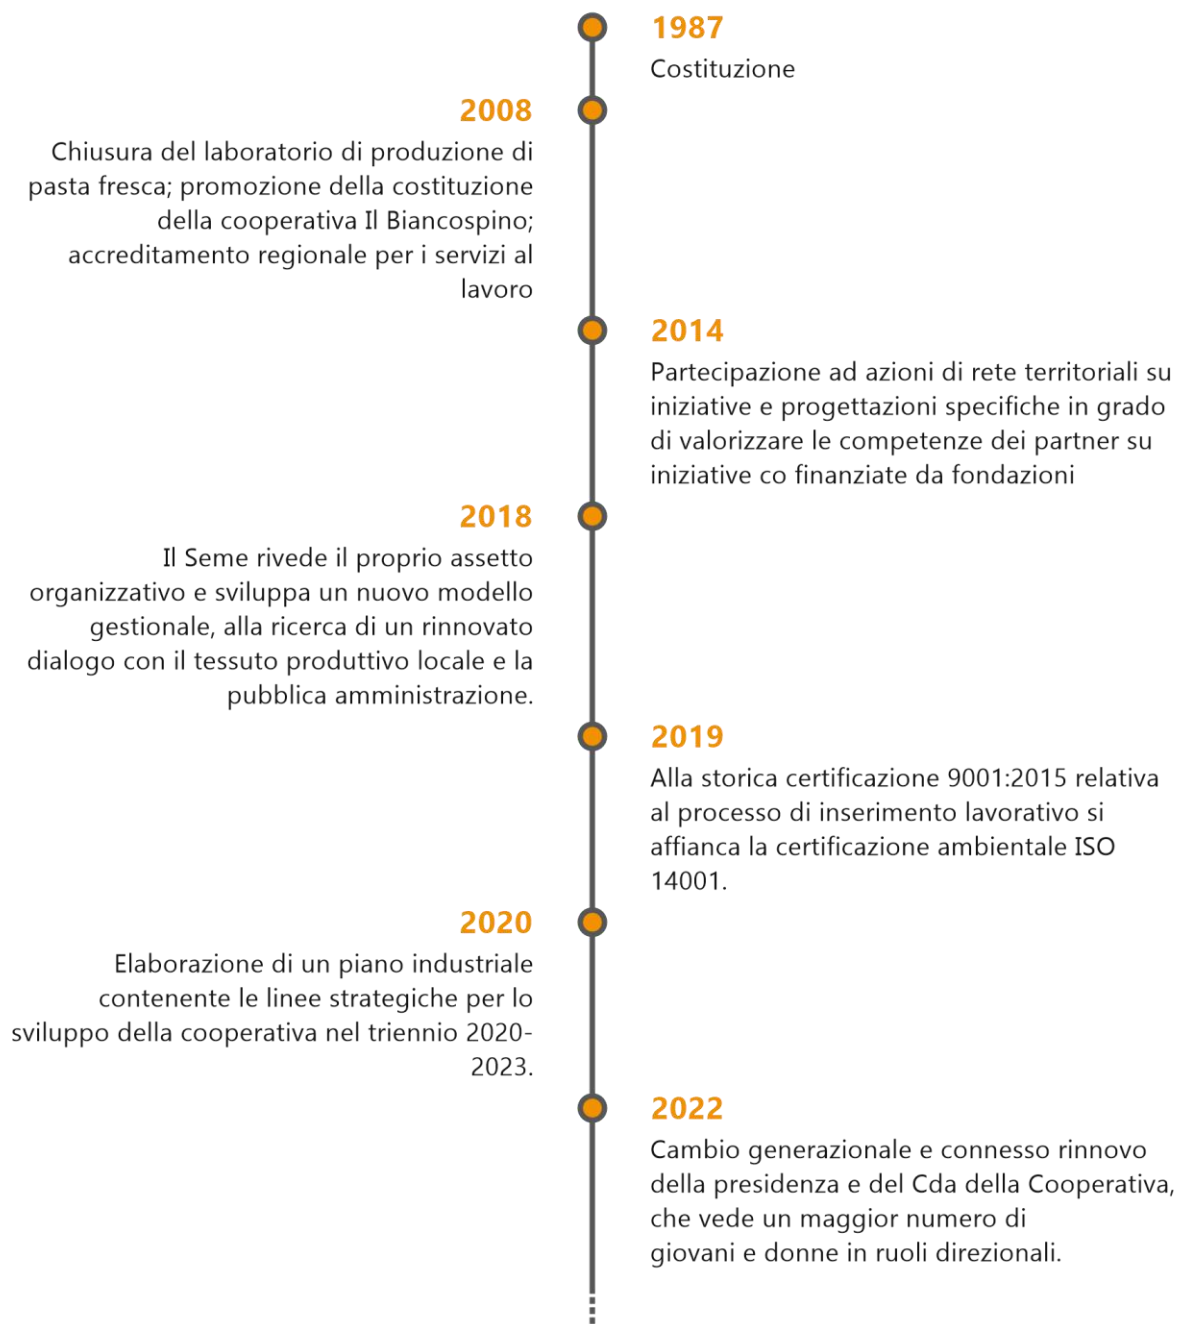 1987
Costituzione
2008
Chiusura del laboratorio di produzione di
pasta fresca; promozione della costituzione
della cooperativa Il Biancospino;
accreditamento regionale per i servizi al
lavoro
2014
Partecipazione ad azioni di rete territoriali su
iniziative e progettazioni specifiche in grado
di valorizzare le competenze dei partner su
iniziative co finanziate da fondazioni
2018
Il Seme rivede il proprio assetto
organizzativo e sviluppa un nuovo modello
gestionale, alla ricerca di un rinnovato
dialogo con il tessuto produttivo locale e la
pubblica amministrazione.
2019
Alla storica certificazione 9001:2015 relativa
al processo di inserimento lavorativo si
affianca la certificazione ambientale ISO
14001.
2020
Elaborazione di un piano industriale
contenente le linee strategiche per lo
sviluppo della cooperativa nel triennio 2020-
2023.
2022
Cambio generazionale e connesso rinnovo
della presidenza e del Cda della Cooperativa,
che vede un maggior numero di
giovani e donne in ruoli direzionali.